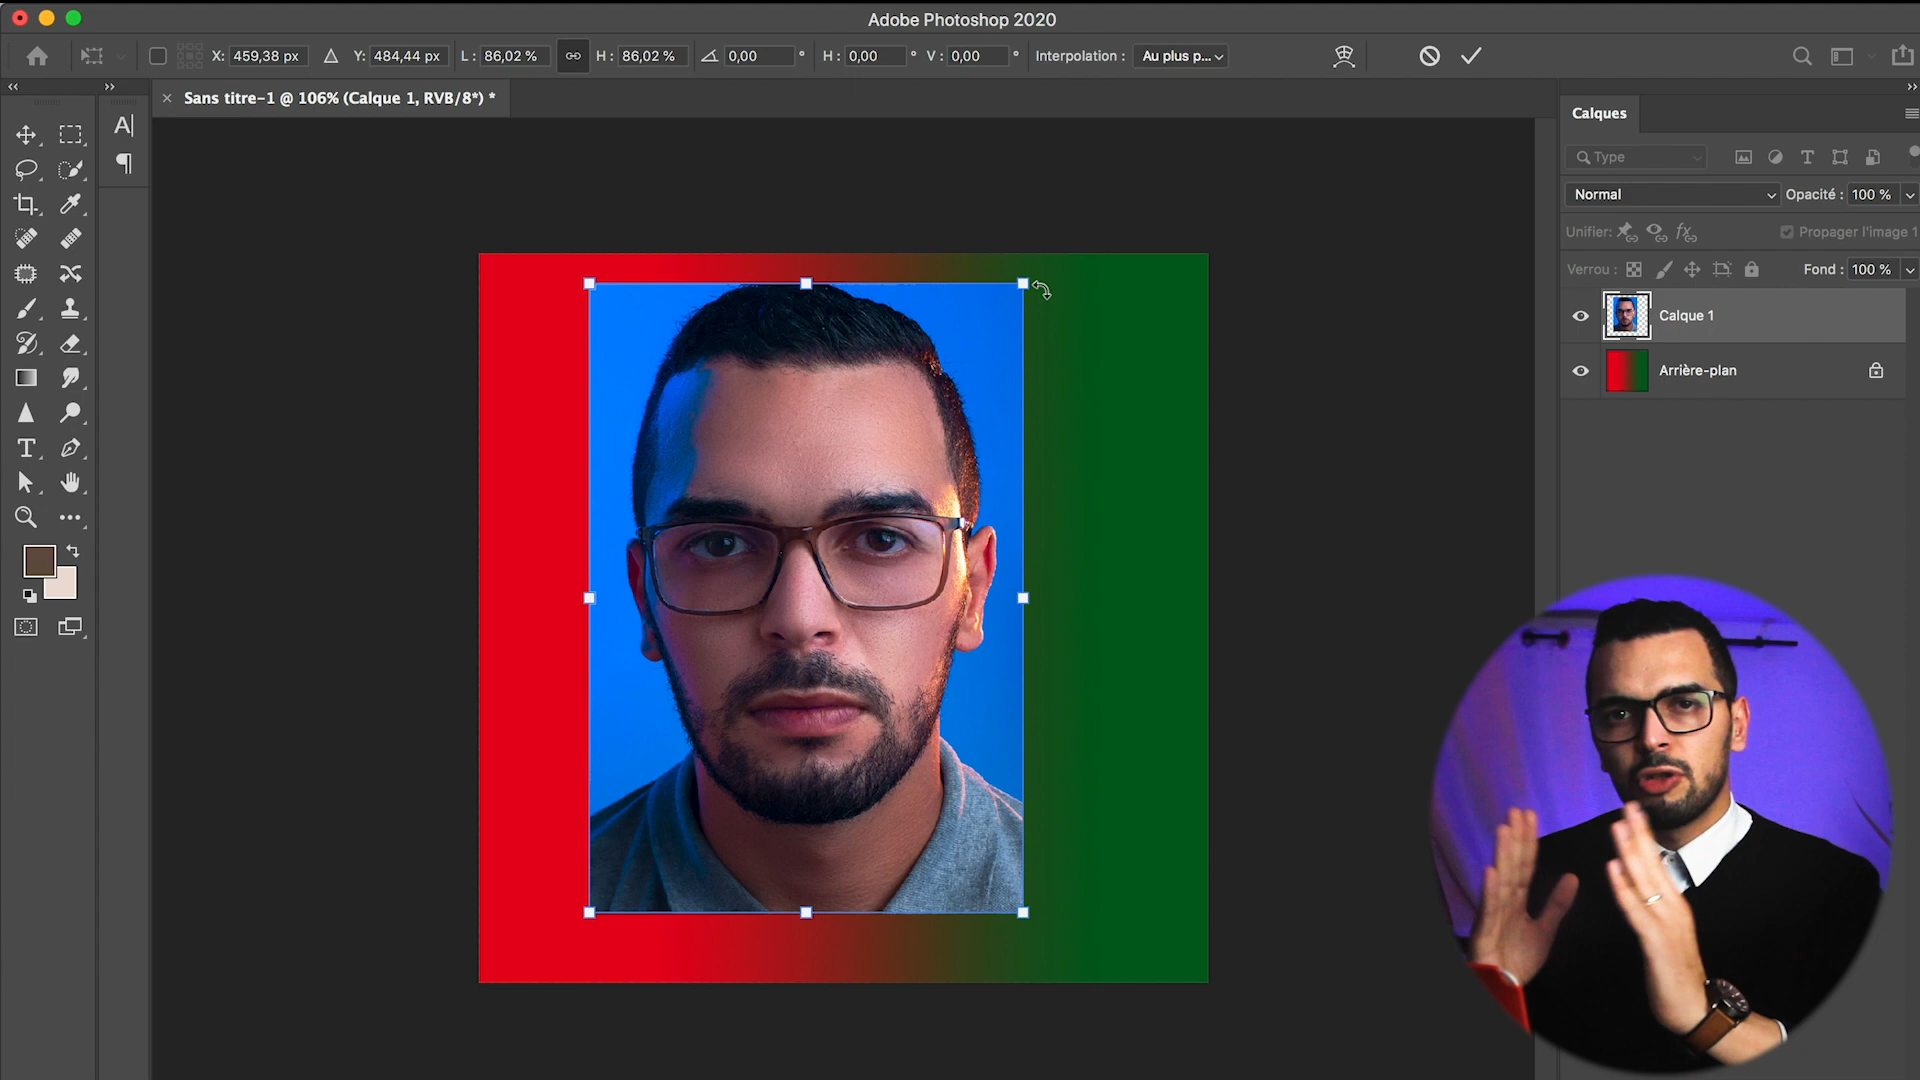 Adobe Photoshop 2020
X: 459,38 px Y: 484,44 px L : 86,02 % H : 86,02 % 0,00 ° H : 0,00 ° V : 0,00 ° Interpolation : Au plus p...
Sans titre-1 @ 106% (Calque 1, RVB/8*) *
Calques
Type
Normal Opacité : 100 %
Unifier : Propager l'image 1
Verrou : Fond : 100 %
Calque 1
Arrière-plan